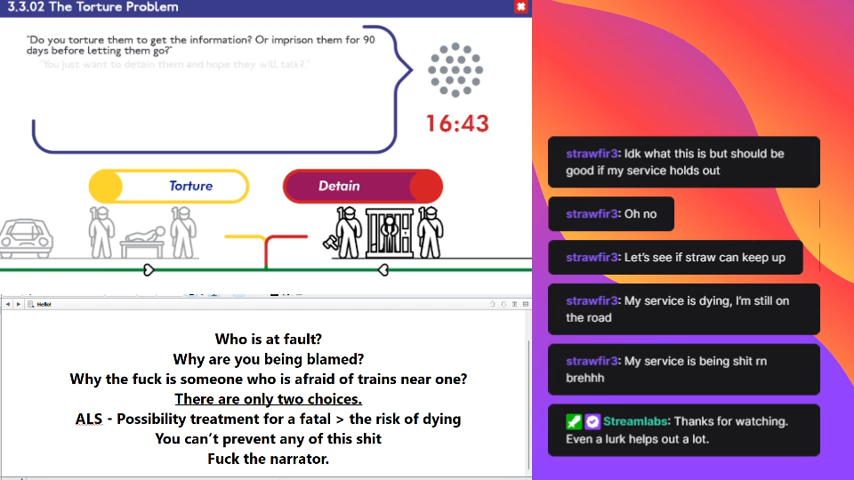 3.3.02 The Torture Problem
"Do you torture them to get the information? Or imprison them for 90
days before letting them go?"
"You just want to detain them and hope they will talk?."
16:43
Torture
Detain
Hello!
Who is at fault?
Why are you being blamed?
Why the fuck is someone who is afraid of trains near one?
There are only two choices.
ALS - Possibility treatment for a fatal > the risk of dying
You can't prevent any of this shit
Fuck the narrator.
strawfir3: Idk what this is but should be
good if my service holds out
strawfir3: Oh no
strawfir3: Let's see if straw can keep up
strawfir3: My service is dying, I'm still on
the road
strawfir3: My service is being shit rn
brehhh
Streamlabs: Thanks for watching.
Even a lurk helps out a lot.